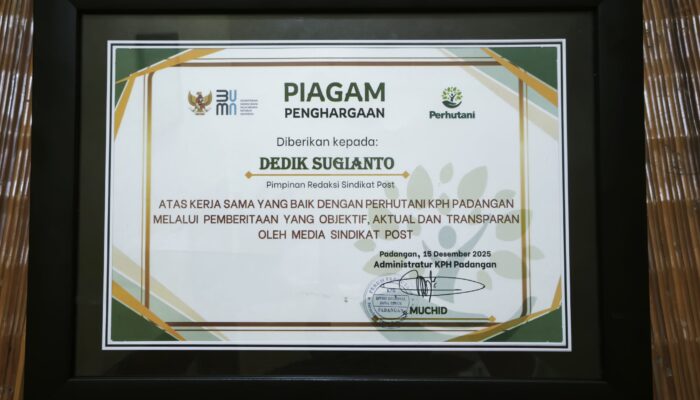 BUMN
PIAGAM
PENGHARGAAN
Perhutani
Diberikan kepada:
DEDIK SUGIANTO
Pimpinan Redaksi Sindikat Post
ATAS KERJA SAMA YANG BAIK DENGAN PERHUTANI KPH PADANGAN
MELALUI PEMBERITAAN YANG OBJEKTIF, AKTUAL DAN TRANSPARAN
OLEH MEDIA SINDIKAT POST
Padangan, 15 Desember 2025
Administratur KPH Padangan
PADANGAN
MUCHID